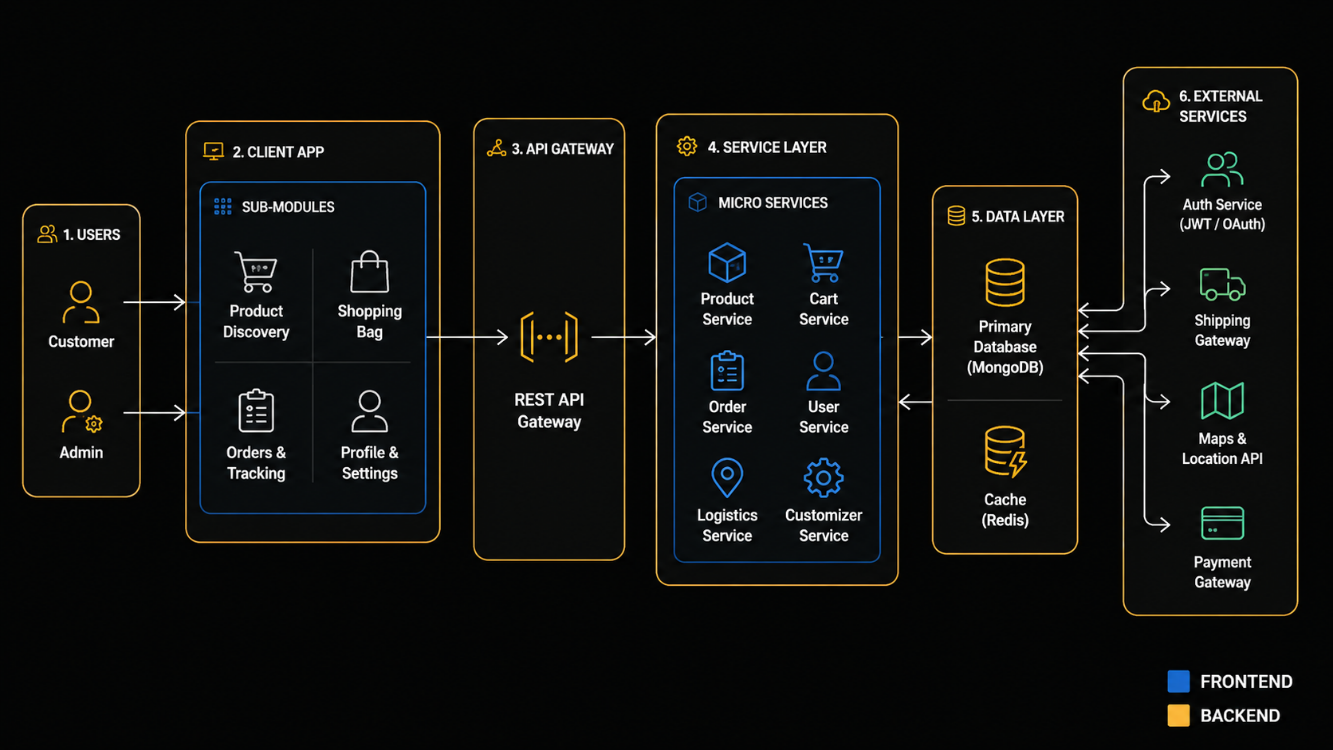 1. USERS
Customer
Admin
2. CLIENT APP
SUB-MODULES
Product
Discovery
Shopping
Bag
Orders &
Tracking
Profile &
Settings
3. API GATEWAY
REST API
Gateway
4. SERVICE LAYER
MICRO SERVICES
Product
Service
Cart
Service
Order
Service
User
Service
Logistics
Service
Customizer
Service
5. DATA LAYER
Primary
Database
(MongoDB)
Cache
(Redis)
6. EXTERNAL
SERVICES
Auth Service
(JWT / OAuth)
Shipping
Gateway
Maps &
Location API
Payment
Gateway
FRONTEND
BACKEND